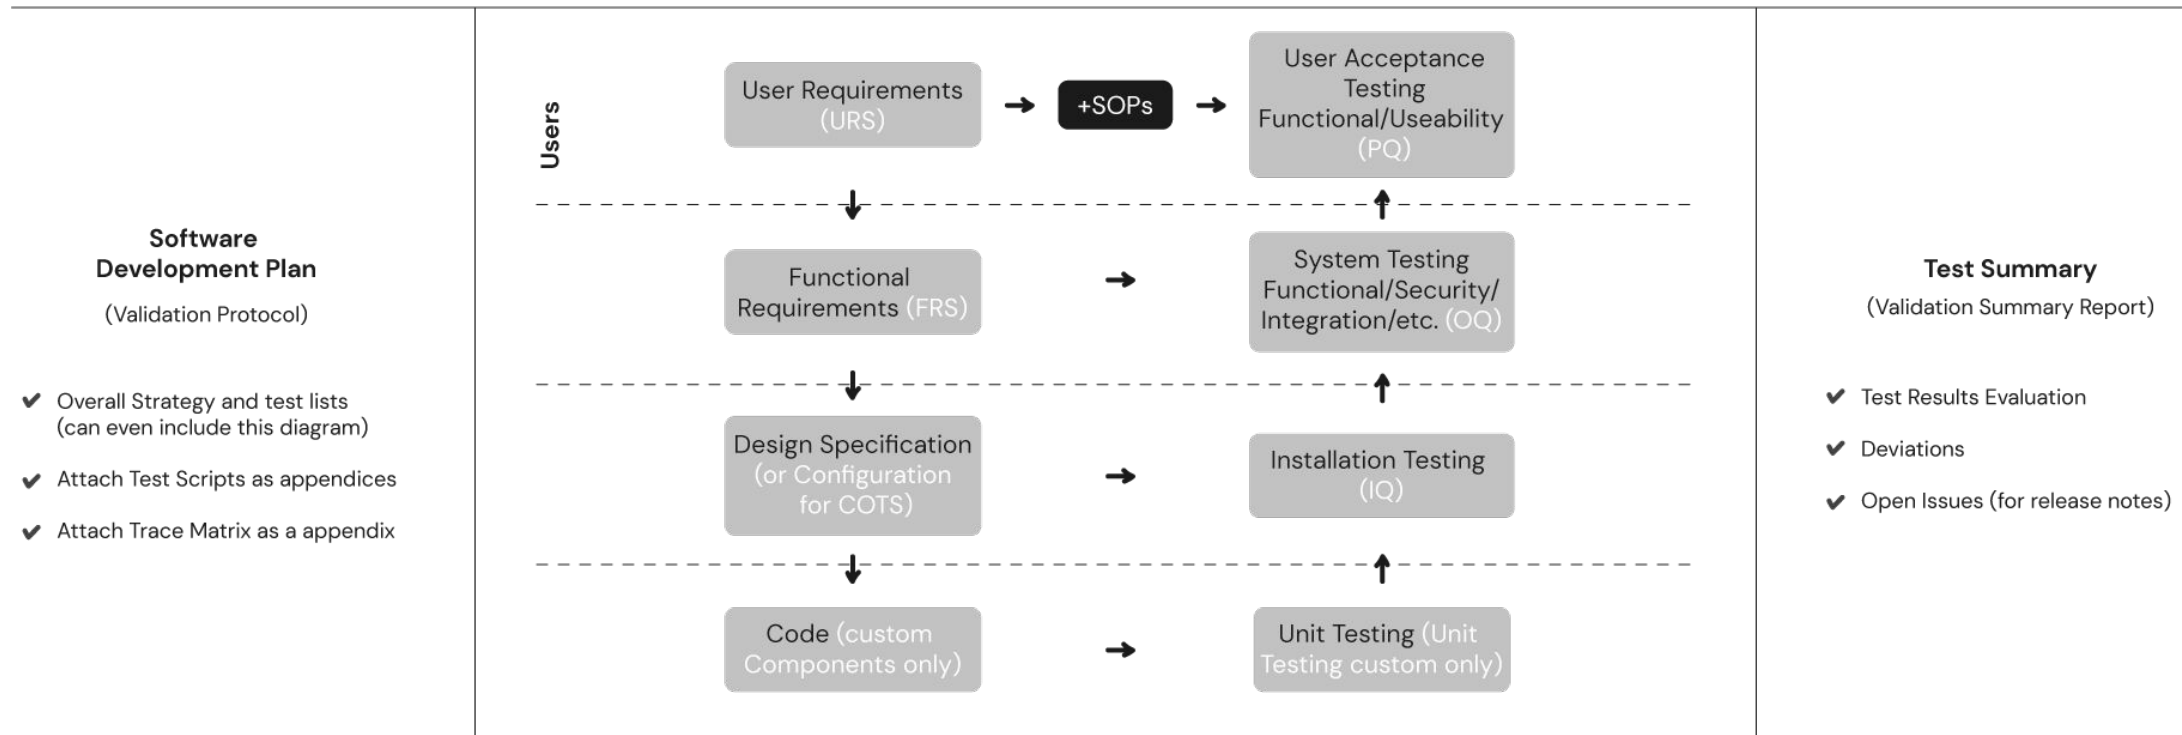 Software
Development Plan
(Validation Protocol)
Overall Strategy and test lists
(can even include this diagram)
Attach Test Scripts as appendices
Attach Trace Matrix as a appendix
Users
User Requirements
(URS)
+SOPs
User Acceptance
Testing
Functional/Useability
(PQ)
Functional
Requirements (FRS)
System Testing
Functional/Security/
Integration/etc. (OQ)
Design Specification
(or Configuration
for COTS)
Installation Testing
(IQ)
Code (custom
Components only)
Unit Testing (Unit
Testing custom only)
Test Summary
(Validation Summary Report)
Test Results Evaluation
Deviations
Open Issues (for release notes)